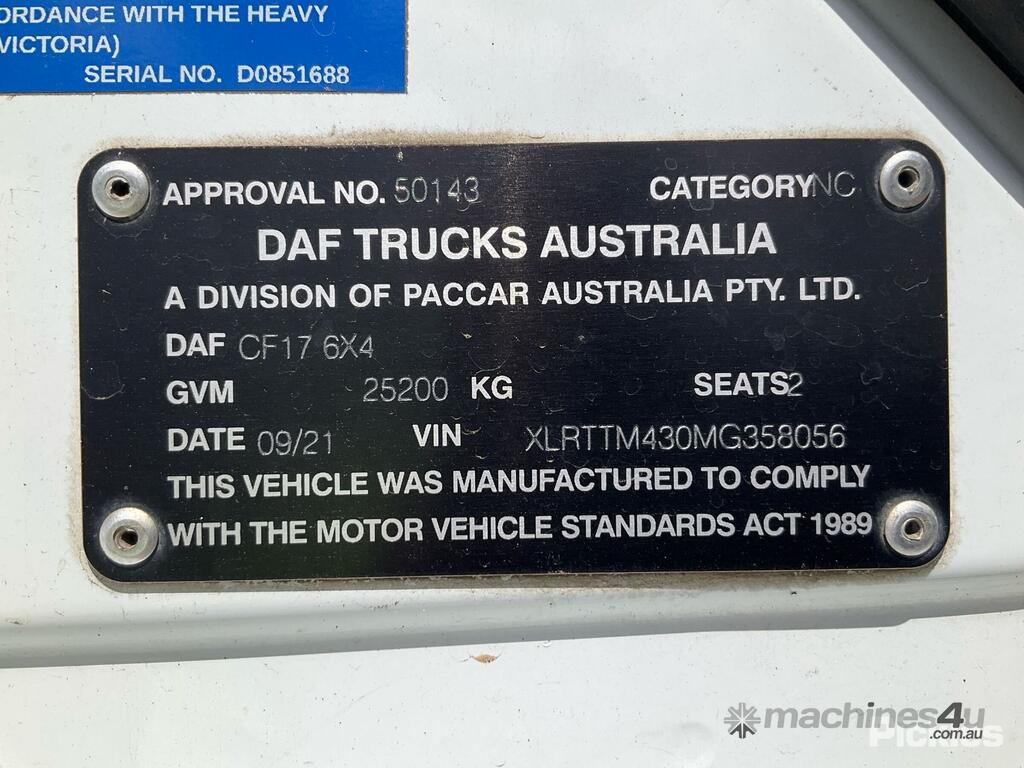 ORDANCE WITH THE HEAVY
VICTORIA)
SERIAL NO. D0851688
APPROVAL NO. 50143 CATEGORY NC
DAF TRUCKS AUSTRALIA
A DIVISION OF PACCAR AUSTRALIA PTY. LTD.
DAF CF17 6X4
GVM 25200 KG SEATS 2
DATE 09/21 VIN XLRTTM430MG358056
THIS VEHICLE WAS MANUFACTURED TO COMPLY
WITH THE MOTOR VEHICLE STANDARDS ACT 1989
machines4u
.com.au
Pickles